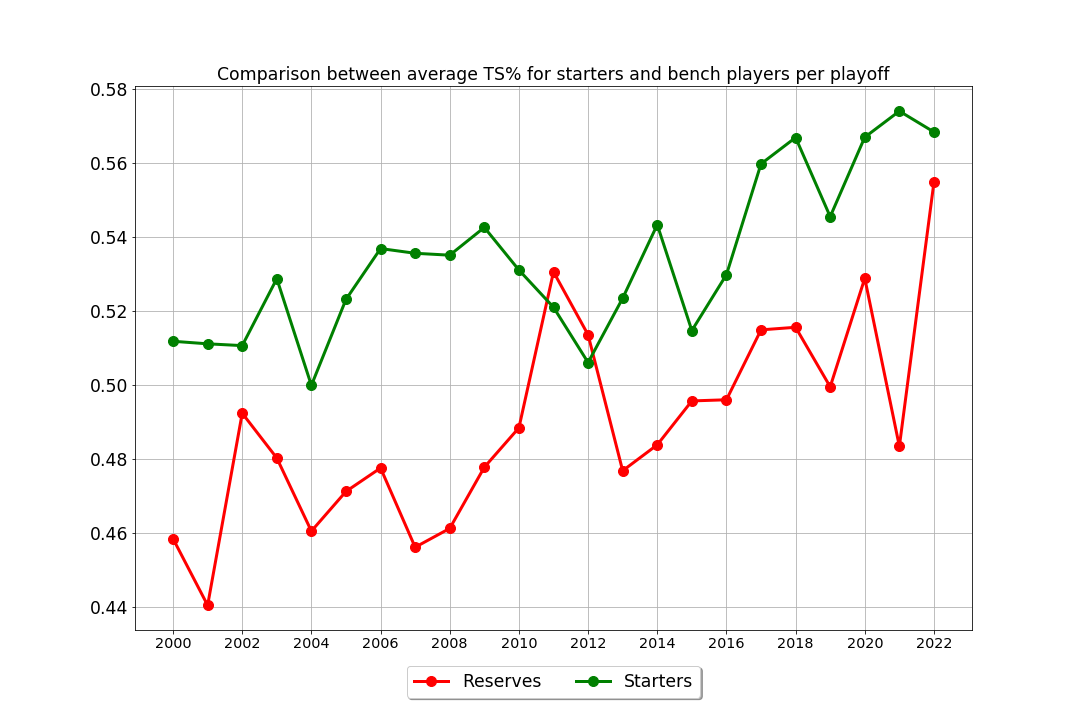 Comparison between average TS% for starters and bench players per playoff
0.58
0.56
0.54
0.52
0.50
0.48
0.46
0.44
2000 2002 2004 2006 2008 2010 2012 2014 2016 2018 2020 2022
Reserves Starters